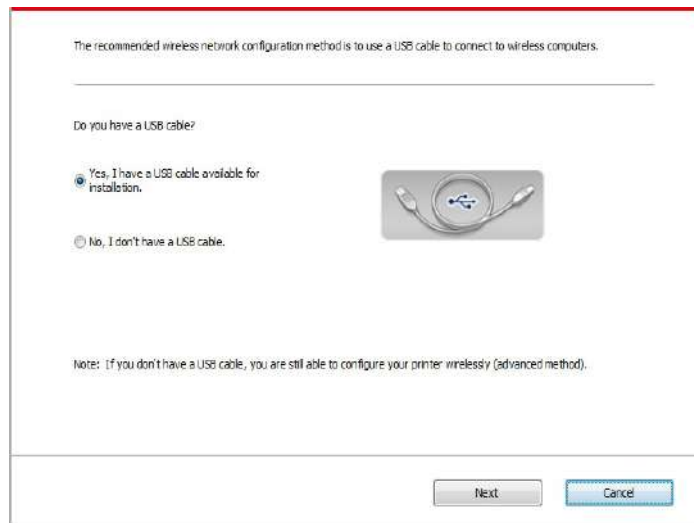 The recommended wireless network configuration method is to use a USB cable to connect to wireless computers.
Do you have a USB cable?
Yes, I have a USB cable available for
installation.
No, I don't have a USB cable.
Note: If you don't have a USB cable, you are still able to configure your printer wirelessly (advanced method).
Next
Cancel